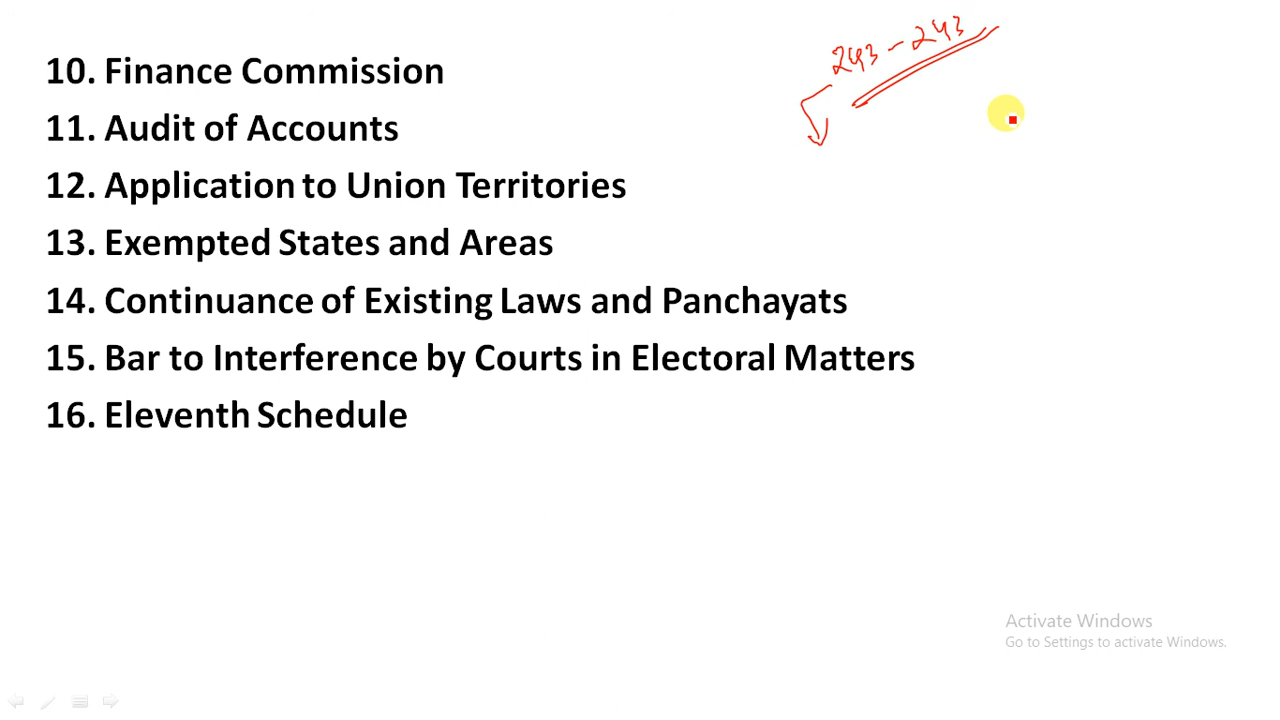 243 - 243
10. Finance Commission
11. Audit of Accounts
12. Application to Union Territories
13. Exempted States and Areas
14. Continuance of Existing Laws and Panchayats
15. Bar to Interference by Courts in Electoral Matters
16. Eleventh Schedule
Activate Windows
Go to Settings to activate Windows.